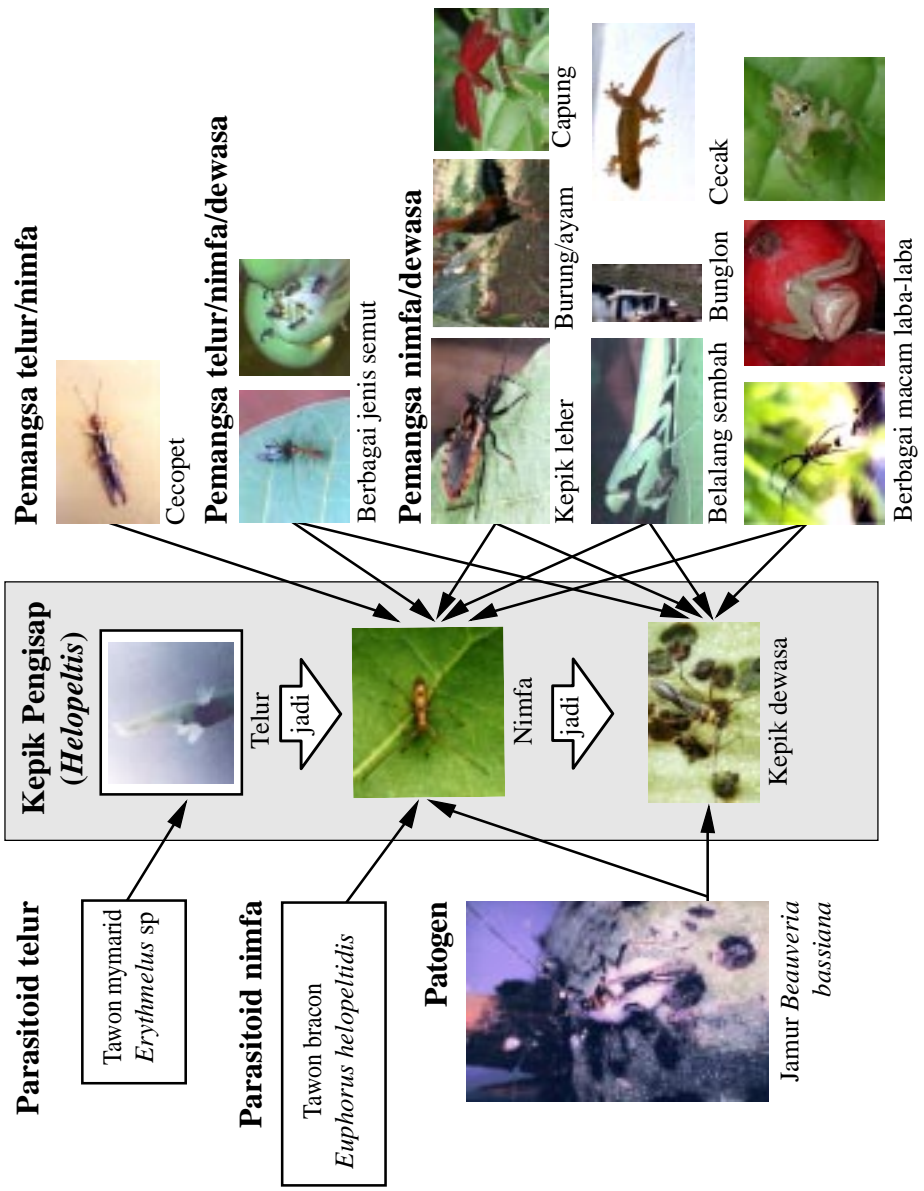 Parasitoid telur
Tawon mymarid
Erythmelus sp
Parasitoid nimfa
Tawon bracon
Euphorus helopeltidis
Patogen
Jamur Beauveria
bassiana
Kepik Pengisap
(Helopeltis)
Telur
jadi
Nimfa
jadi
Kepik dewasa
Pemangsa telur/nimfa
Cecopet
Pemangsa telur/nimfa/dewasa
Berbagai jenis semut
Pemangsa nimfa/dewasa
Kepik leher
Burung/ayam
Capung
Belalang sembah
Bunglon
Cecak
Berbagai macam laba-laba